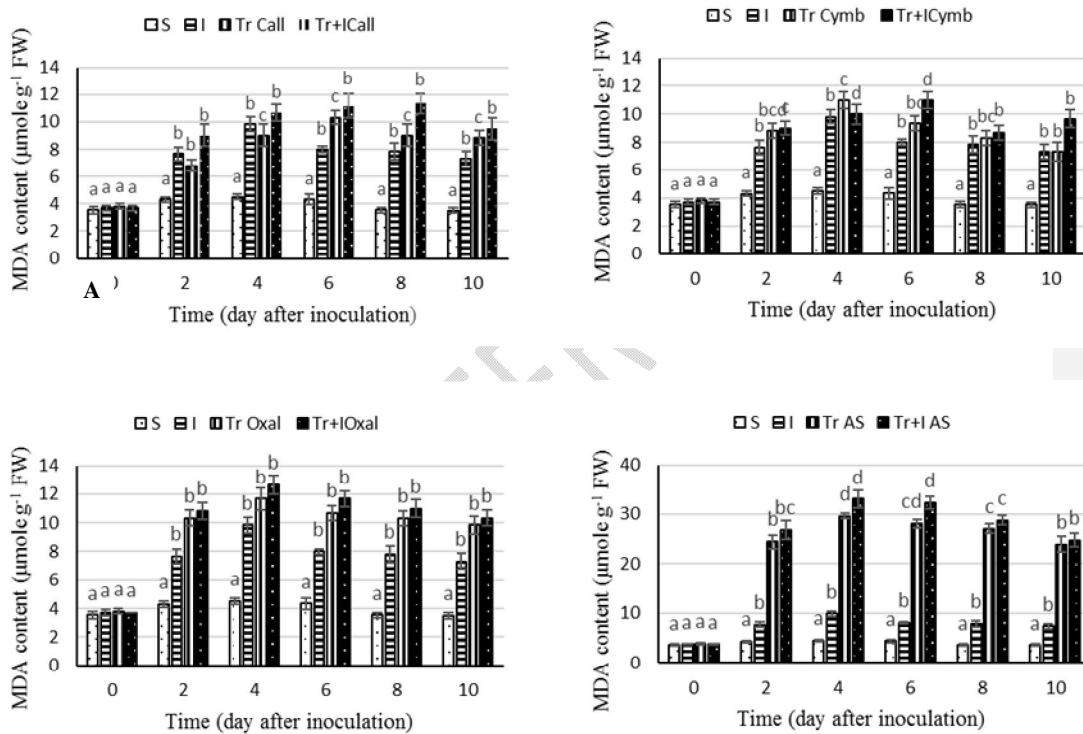 S I Tr Call Tr+ICall
MDA content (µmole g-1 FW)
14
12
10
8
6
4
2
0
a a a a a b b b a b c b a b c b a b c b a b c b
0 2 4 6 8 10
A
Time (day after inoculation)
S I Tr Cymb Tr+ICymb
MDA content (µmole g-1 FW)
14
12
10
8
6
4
2
0
a a a a a b bcd c a b c b a b bc d a b bc b a b b b
0 2 4 6 8 10
Time (day after inoculation)
S I Tr Oxal Tr+IOxal
MDA content (µmole g-1 FW)
14
12
10
8
6
4
2
0
a a a a a b b b a b b b a b b b a b b b a b b b
0 2 4 6 8 10
Time (day after inoculation)
S I Tr AS Tr+I AS
MDA content (µmole g-1 FW)
40
30
20
10
0
a a a a a b b bc a b d d a b cd d a b c c a b b b
0 2 4 6 8 10
Time (day after inoculation)